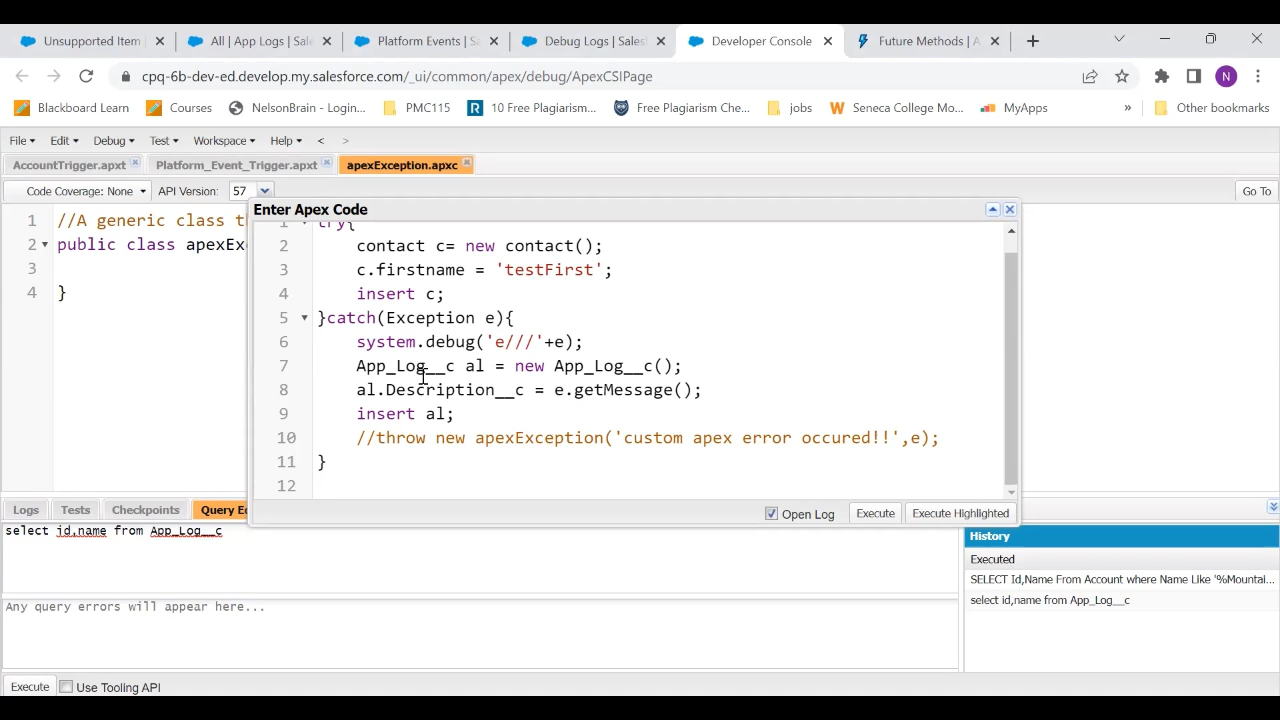 Unsupported Item
All | App Logs | Sale
Platform Events | S
Debug Logs | Sales
Developer Console
Future Methods | A
cpq-6b-dev-ed.develop.my.salesforce.com/_ui/common/apex/debug/ApexCSIPage
N
Blackboard Learn
Courses
NelsonBrain - Login...
PMC115
10 Free Plagiarism...
Free Plagiarism Che...
jobs
Seneca College Mo...
MyApps
»
Other bookmarks
File Edit Debug Test Workspace Help < >
AccountTrigger.apxt
Platform_Event_Trigger.apxt
apexException.apxc
Code Coverage: None API Version: 57
Go To
1 //A generic class th
2 public class apexExc
3
4 }
Enter Apex Code
1 try{
2 contact c= new contact();
3 c.firstname = 'testFirst';
4 insert c;
5 }catch(Exception e){
6 system.debug('e///'+e);
7 App_Log__c al = new App_Log__c();
8 al.Description__c = e.getMessage();
9 insert al;
10 //throw new apexException('custom apex error occured!!',e);
11 }
12
Open Log Execute Execute Highlighted
Logs Tests Checkpoints Query Ed
select id,name from App_Log__c
Any query errors will appear here...
History
Executed
SELECT Id,Name From Account where Name Like '%Mountai...
select id,name from App_Log__c
Execute Use Tooling API